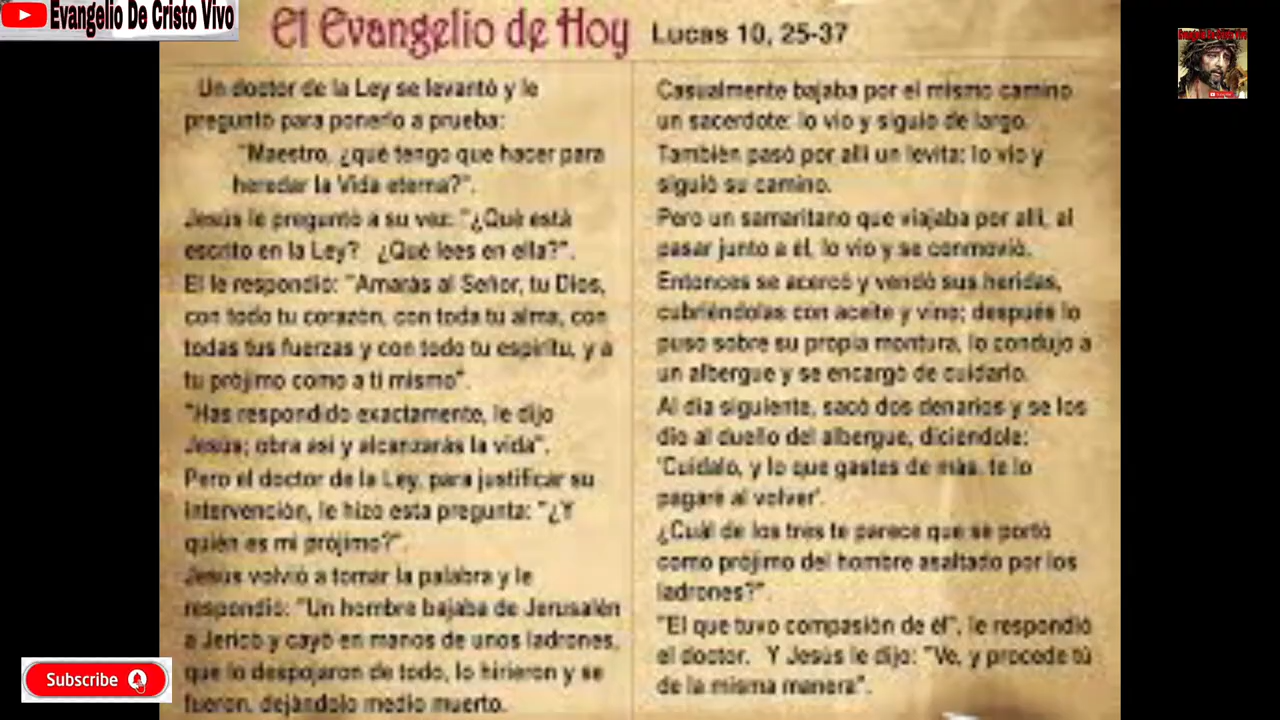 Evangelio De Cristo Vivo
El Evangelio de Hoy
Lucas 10, 25-37
Un doctor de la Ley se levantó y le
preguntó para ponerlo a prueba:
"Maestro, ¿qué tengo que hacer para
heredar la Vida eterna?".
Jesús le preguntó a su vez: "¿Qué está
escrito en la Ley? ¿Qué lees en ella?".
El le respondió: "Amarás al Señor, tu Dios,
con todo tu corazón, con toda tu alma, con
todas tus fuerzas y con todo tu espíritu, y a
tu prójimo como a ti mismo".
"Has respondido exactamente, le dijo
Jesús; obra así y alcanzarás la vida".
Pero el doctor de la Ley, para justificar su
intervención, le hizo esta pregunta: "¿Y
quién es mi prójimo?".
Jesús volvió a tomar la palabra y le
respondió: "Un hombre bajaba de Jerusalén
a Jericó y cayó en manos de unos ladrones,
que lo despojaron de todo, lo hirieron y se
fueron, dejándolo medio muerto.
Casualmente bajaba por el mismo camino
un sacerdote: lo vio y siguió de largo.
También pasó por allí un levita: lo vio y
siguió su camino.
Pero un samaritano que viajaba por allí, al
pasar junto a él, lo vio y se conmovió.
Entonces se acercó y vendó sus heridas,
cubriéndolas con aceite y vino; después lo
puso sobre su propia montura, lo condujo a
un albergue y se encargó de cuidarlo.
Al día siguiente, sacó dos denarios y se los
dio al dueño del albergue, diciéndole:
'Cuídalo, y lo que gastes de más, te lo
pagaré al volver'.
¿Cuál de los tres te parece que se portó
como prójimo del hombre asaltado por los
ladrones?".
"El que tuvo compasión de él", le respondió
el doctor. Y Jesús le dijo: "Ve, y procede tú
de la misma manera".
Subscribe